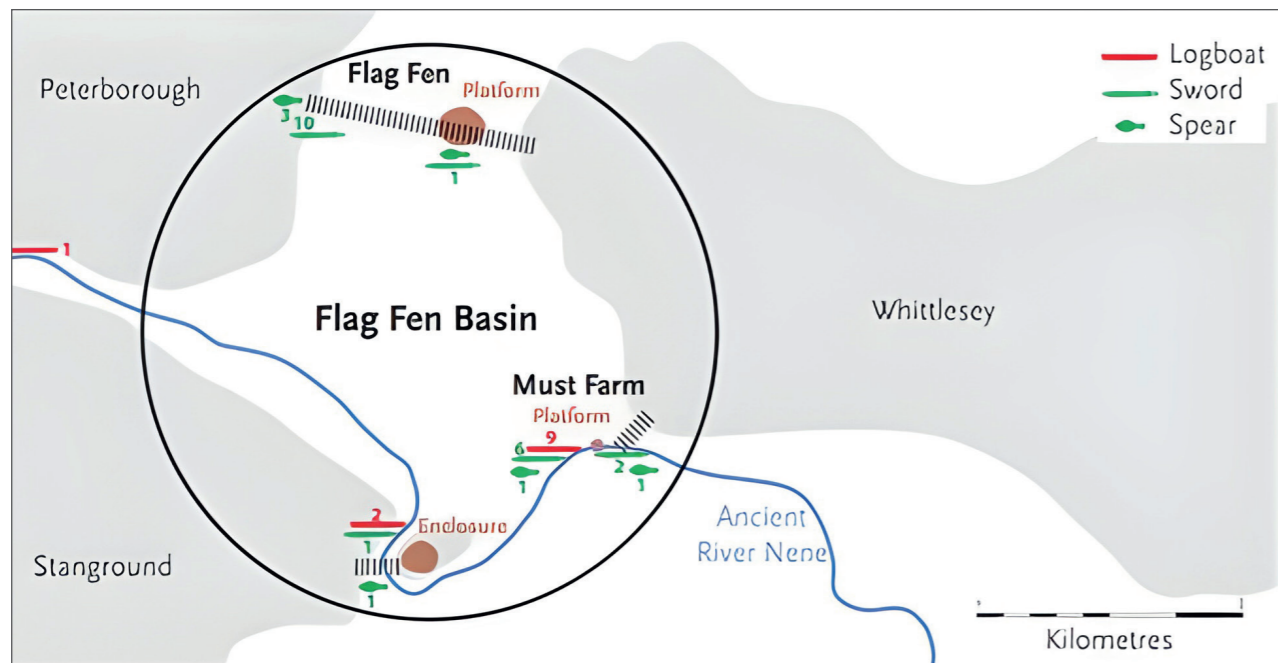 Flag Fen
Peterborough
Platform
3
10
1
Logboat
Sword
Spear
1
Flag Fen Basin
Whittlesey
Must Farm
Platform
9
6
2
1
1
2
1
Enclosure
1
Stanground
Ancient
River Nene
Kilometres